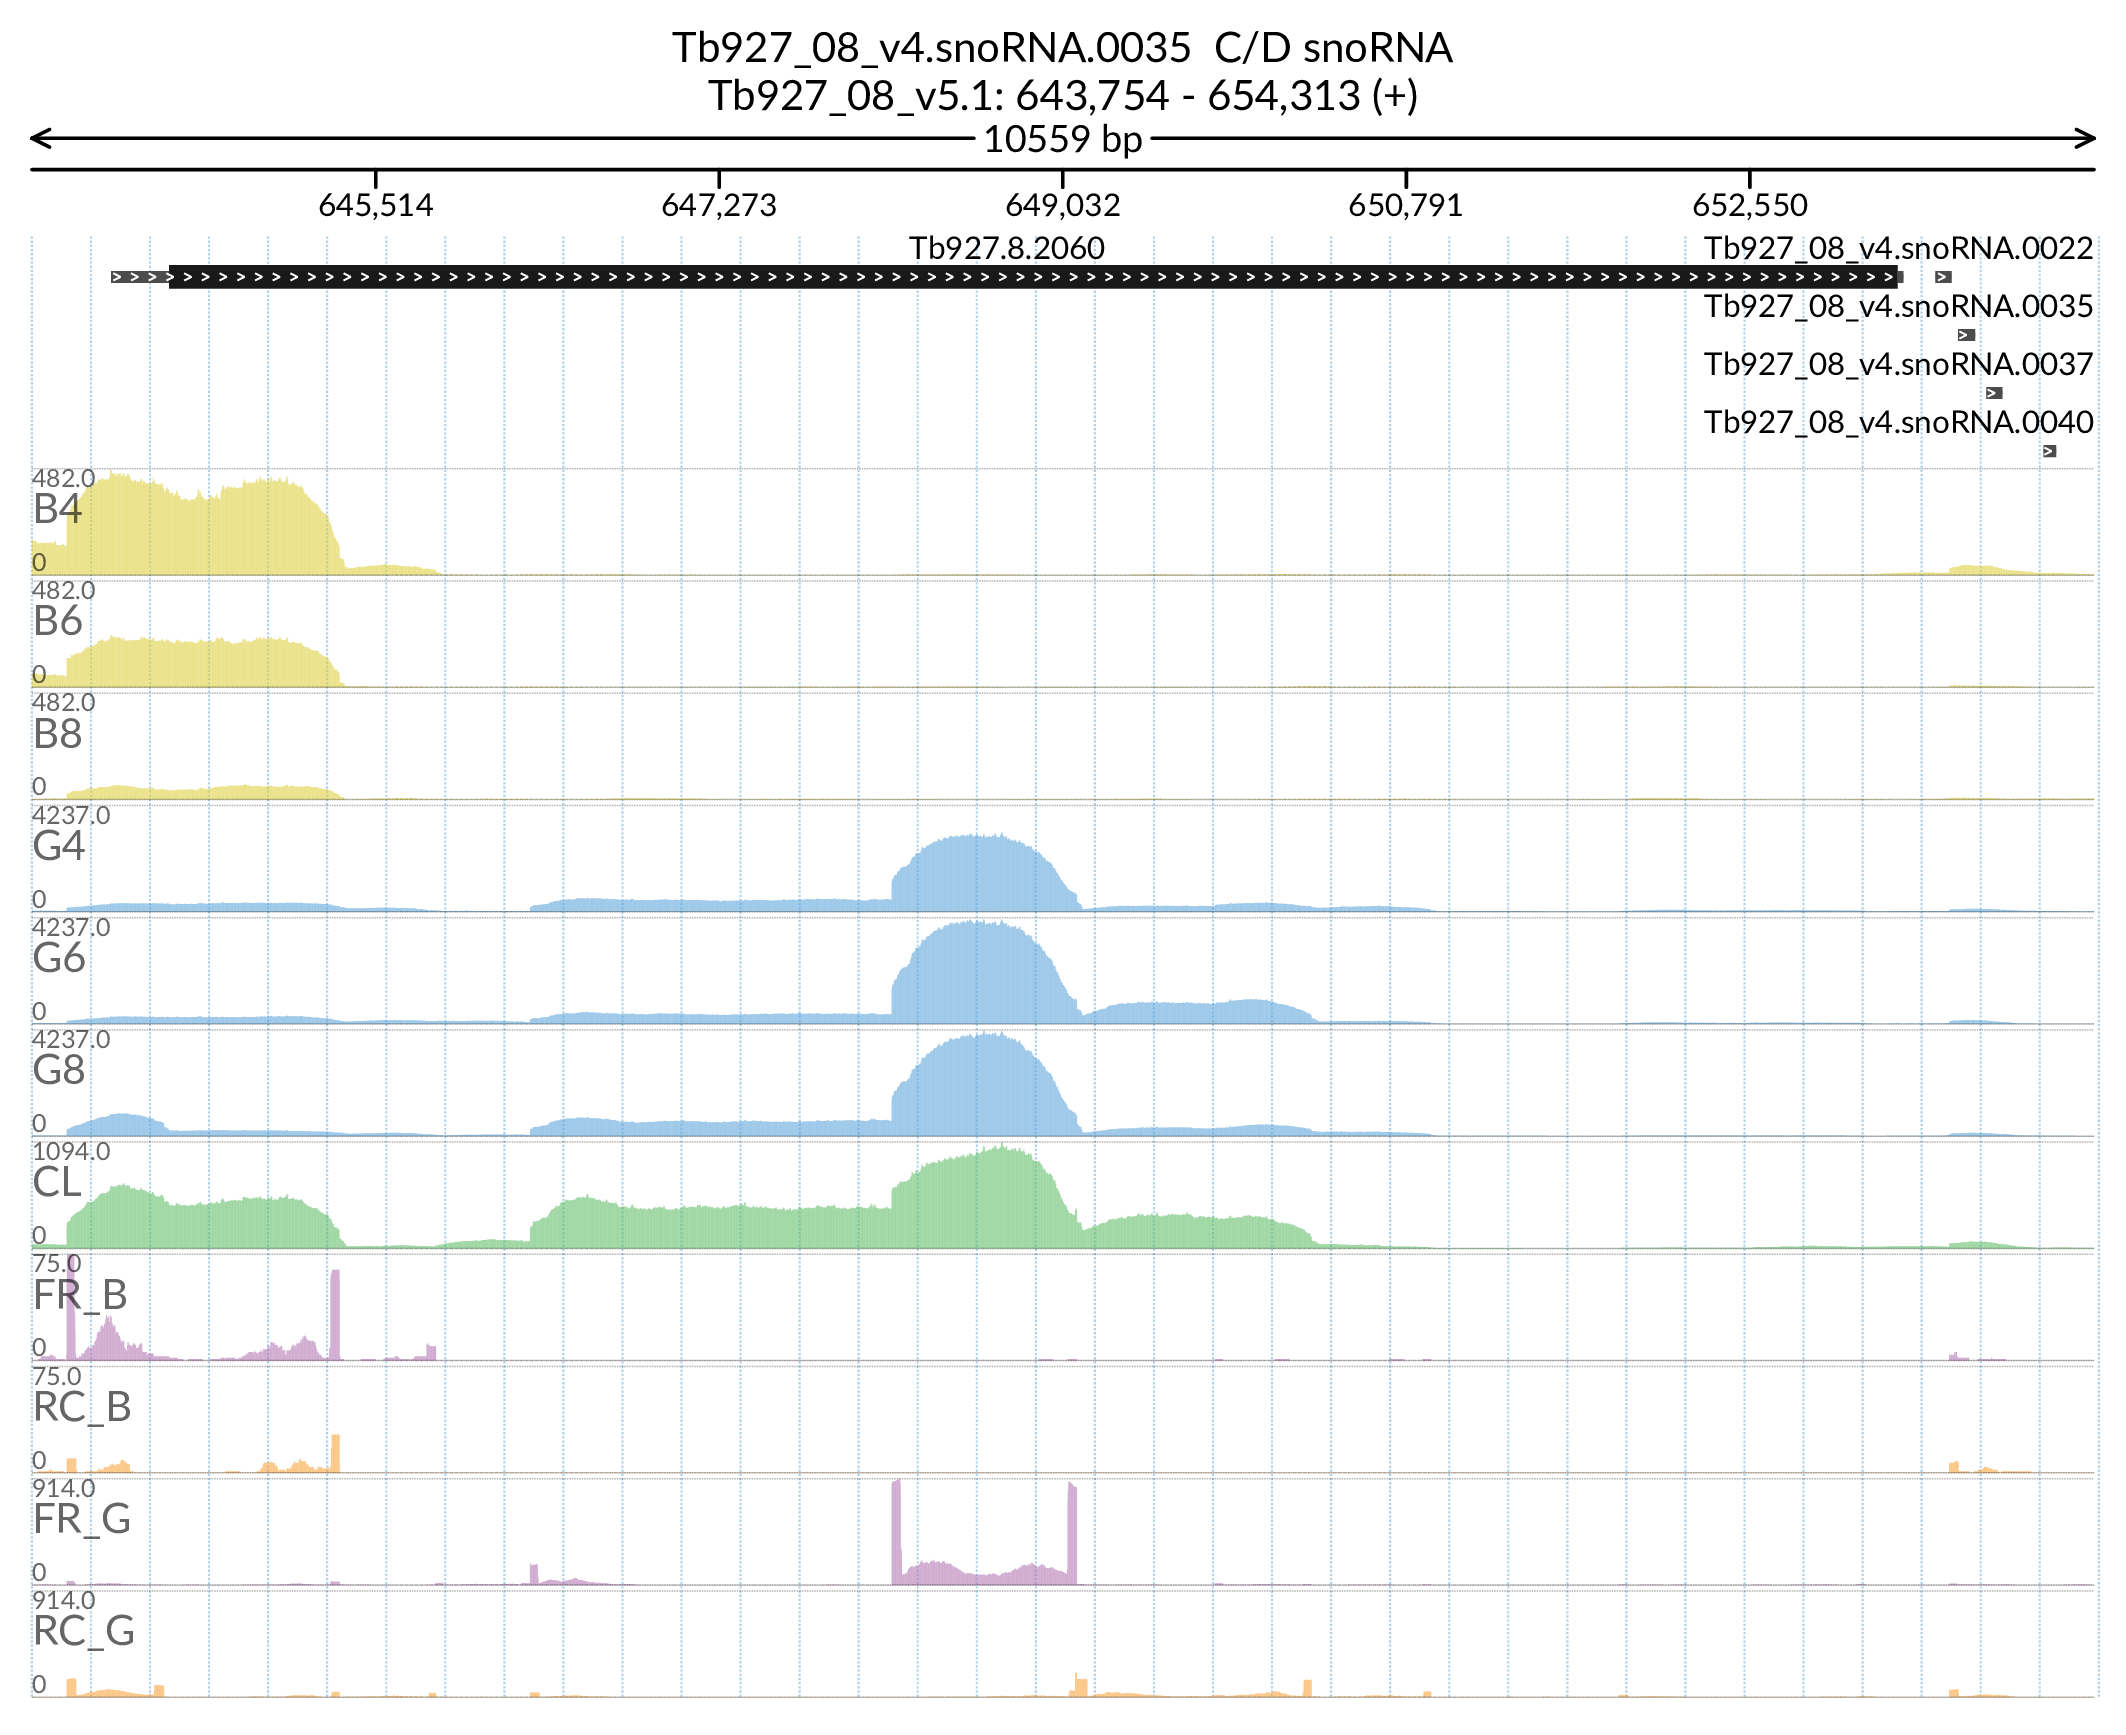 Tb927_08_v4.snoRNA.0035  C/D snoRNA
Tb927_08_v5.1: 643,754 - 654,313 (+)
10559 bp
645,514 647,273 649,032 650,791 652,550
Tb927.8.2060 Tb927_08_v4.snoRNA.0022
Tb927_08_v4.snoRNA.0035
Tb927_08_v4.snoRNA.0037
Tb927_08_v4.snoRNA.0040
482.0
B4
0
482.0
B6
0
482.0
B8
0
4237.0
G4
0
4237.0
G6
0
4237.0
G8
0
1094.0
CL
0
75.0
FR_B
0
75.0
RC_B
0
914.0
FR_G
0
914.0
RC_G
0